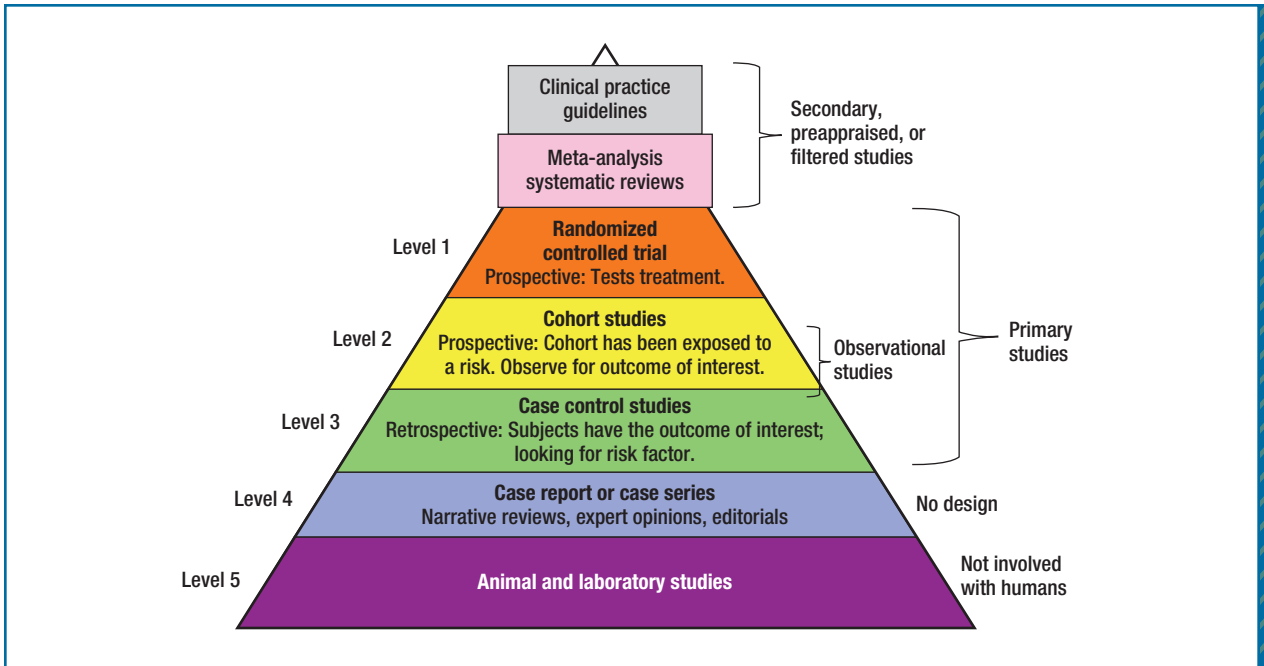 Clinical practice
guidelines
Meta-analysis
systematic reviews
Secondary,
preappraised, or
filtered studies
Level 1
Randomized
controlled trial
Prospective: Tests treatment.
Level 2
Cohort studies
Prospective: Cohort has been exposed to
a risk. Observe for outcome of interest.
Observational
studies
Primary
studies
Level 3
Case control studies
Retrospective: Subjects have the outcome of interest;
looking for risk factor.
Level 4
Case report or case series
Narrative reviews, expert opinions, editorials
No design
Level 5
Animal and laboratory studies
Not involved
with humans